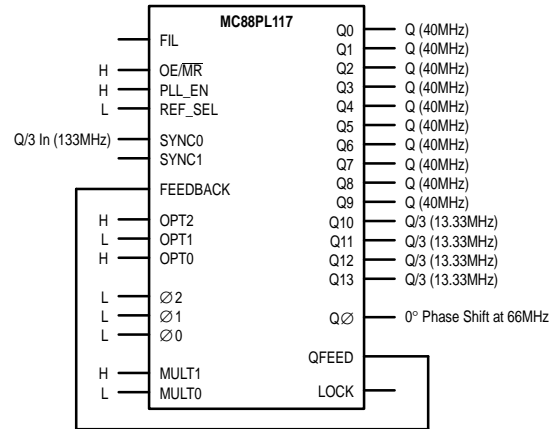 MC88PL117
FIL
H OE/MR
H PLL_EN
L REF_SEL
Q/3 In (133MHz) SYNC0
SYNC1
FEEDBACK
H OPT2
L OPT1
H OPT0
L ∅2
L ∅1
L ∅0
H MULT1
L MULT0
Q0 Q (40MHz)
Q1 Q (40MHz)
Q2 Q (40MHz)
Q3 Q (40MHz)
Q4 Q (40MHz)
Q5 Q (40MHz)
Q6 Q (40MHz)
Q7 Q (40MHz)
Q8 Q (40MHz)
Q9 Q (40MHz)
Q10 Q/3 (13.33MHz)
Q11 Q/3 (13.33MHz)
Q12 Q/3 (13.33MHz)
Q13 Q/3 (13.33MHz)
Q∅ 0° Phase Shift at 66MHz
QFEED
LOCK